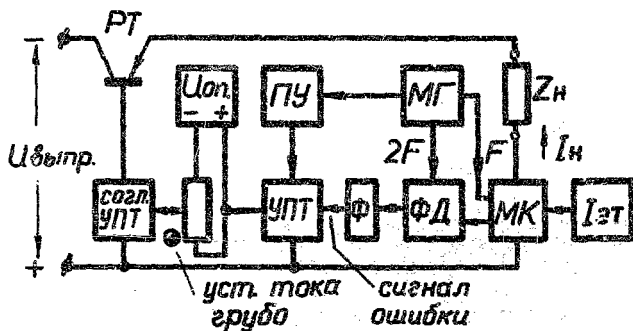 РТ
−
Uоп.
− +
ПУ
МГ
Zн
2F
F
Iн
Uвыпр.
согл.
УПТ
УПТ
Ф
ФД
МК
Iэт
+
уст. тока
грубо
сигнал
ошибки